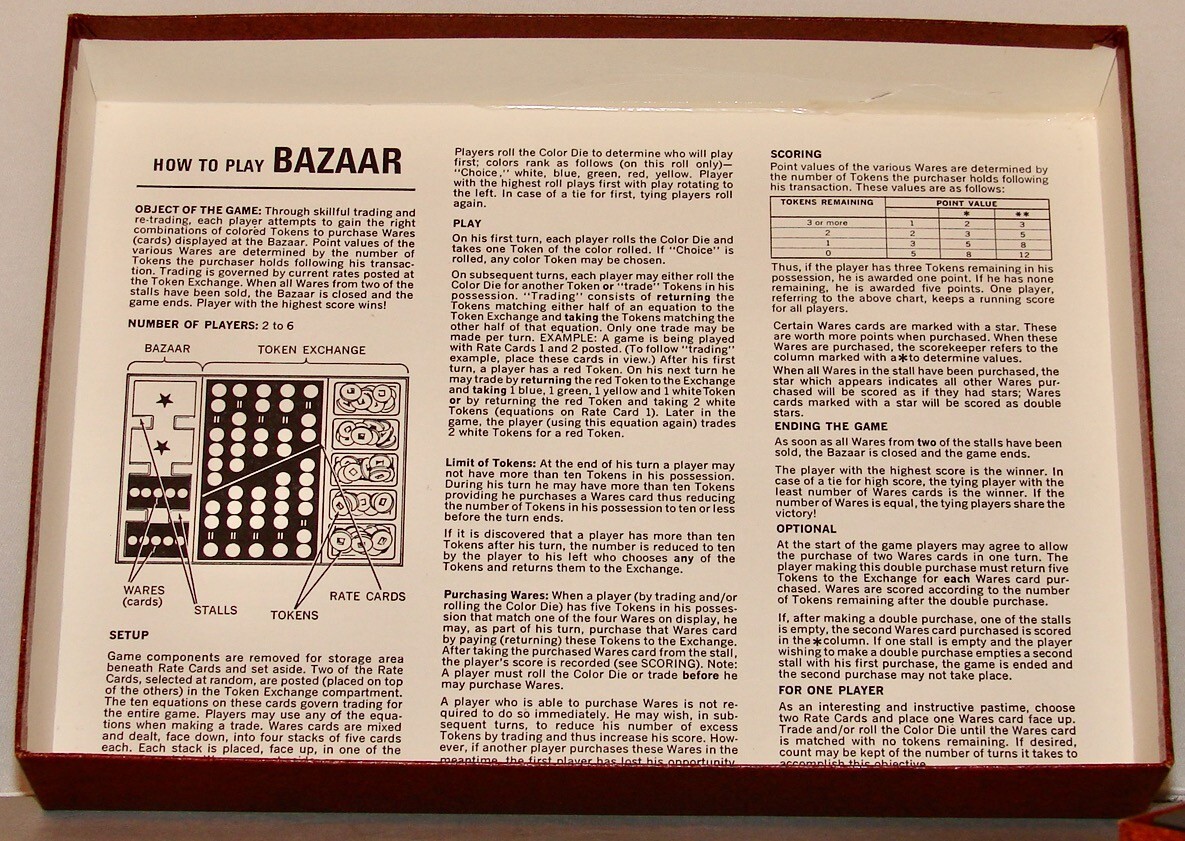 HOW TO PLAY BAZAAR
OBJECT OF THE GAME: Through skillful trading and
re-trading, each player attempts to gain the right
combinations of colored Tokens to purchase Wares
(cards) displayed at the Bazaar. Point values of the
various Wares are determined by the number of
Tokens the purchaser holds following his transac-
tion. Trading is governed by current rates posted at
the Token Exchange. When all Wares from two of the
stalls have been sold, the Bazaar is closed and the
game ends. Player with the highest score wins!
NUMBER OF PLAYERS: 2 to 6
BAZAAR TOKEN EXCHANGE
WARES
(cards)
STALLS
TOKENS
RATE CARDS
SETUP
Game components are removed for storage area
beneath Rate Cards and set aside. Two of the Rate
Cards, selected at random, are posted (placed on top
of the others) in the Token Exchange compartment.
The ten equations on these cards govern trading for
the entire game. Players may use any of the equa-
tions when making a trade. Wares cards are mixed
and dealt, face down, into four stacks of five cards
each. Each stack is placed, face up, in one of the
Players roll the Color Die to determine who will play
first; colors rank as follows (on this roll only)—
"Choice," white, blue, green, red, yellow. Player
with the highest roll plays first with play rotating to
the left. In case of a tie for first, tying players roll
again.
PLAY
On his first turn, each player rolls the Color Die and
takes one Token of the color rolled. If "Choice" is
rolled, any color Token may be chosen.
On subsequent turns, each player may either roll the
Color Die for another Token or "trade" Tokens in his
possession. "Trading" consists of returning the
Tokens matching either half of an equation to the
Token Exchange and taking the Tokens matching the
other half of that equation. Only one trade may be
made per turn. EXAMPLE: A game is being played
with Rate Cards 1 and 2 posted. (To follow "trading"
example, place these cards in view.) After his first
turn, a player has a red Token. On his next turn he
may trade by returning the red Token to the Exchange
and taking 1 blue, 1 green, 1 yellow and 1 white Token
or by returning the red Token and taking 2 white
Tokens (equations on Rate Card 1). Later in the
game, the player (using this equation again) trades
2 white Tokens for a red Token.
Limit of Tokens: At the end of his turn a player may
not have more than ten Tokens in his possession.
During his turn he may have more than ten Tokens
providing he purchases a Wares card thus reducing
the number of Tokens in his possession to ten or less
before the turn ends.
If it is discovered that a player has more than ten
Tokens after his turn, the number is reduced to ten
by the player to his left who chooses any of the
Tokens and returns them to the Exchange.
Purchasing Wares: When a player (by trading and/or
rolling the Color Die) has five Tokens in his posses-
sion that match one of the four Wares on display, he
may, as part of his turn, purchase that Wares card
by paying (returning) these Tokens to the Exchange.
After taking the purchased Wares card from the stall,
the player's score is recorded (see SCORING). Note:
A player must roll the Color Die or trade before he
may purchase Wares.
A player who is able to purchase Wares is not re-
quired to do so immediately. He may wish, in sub-
sequent turns, to reduce his number of excess
Tokens by trading and thus increase his score. How-
ever, if another player purchases these Wares in the
meantime, the first player has lost his opportunity
SCORING
Point values of the various Wares are determined by
the number of Tokens the purchaser holds following
his transaction. These values are as follows:
TOKENS REMAINING POINT VALUE
* **
3 or more 1 2 3
2 2 3 5
1 3 5 8
0 5 8 12
Thus, if the player has three Tokens remaining in his
possession, he is awarded one point. If he has none
remaining, he is awarded five points. One player,
referring to the above chart, keeps a running score
for all players.
Certain Wares cards are marked with a star. These
are worth more points when purchased. When these
Wares are purchased, the scorekeeper refers to the
column marked with a * to determine values.
When all Wares in the stall have been purchased, the
star which appears indicates all other Wares pur-
chased will be scored as if they had stars; Wares
cards marked with a star will be scored as double
stars.
ENDING THE GAME
As soon as all Wares from two of the stalls have been
sold, the Bazaar is closed and the game ends.
The player with the highest score is the winner. In
case of a tie for high score, the tying player with the
least number of Wares cards is the winner. If the
number of Wares is equal, the tying players share the
victory!
OPTIONAL
At the start of the game players may agree to allow
the purchase of two Wares cards in one turn. The
player making this double purchase must return five
Tokens to the Exchange for each Wares card pur-
chased. Wares are scored according to the number
of Tokens remaining after the double purchase.
If, after making a double purchase, one of the stalls
is empty, the second Wares card purchased is scored
in the * column. If one stall is empty and the player
wishing to make a double purchase empties a second
stall with his first purchase, the game is ended and
the second purchase may not take place.
FOR ONE PLAYER
As an interesting and instructive pastime, choose
two Rate Cards and place one Wares card face up.
Trade and/or roll the Color Die until the Wares card
is matched with no tokens remaining. If desired,
count may be kept of the number of turns it takes to
accomplish this objective.